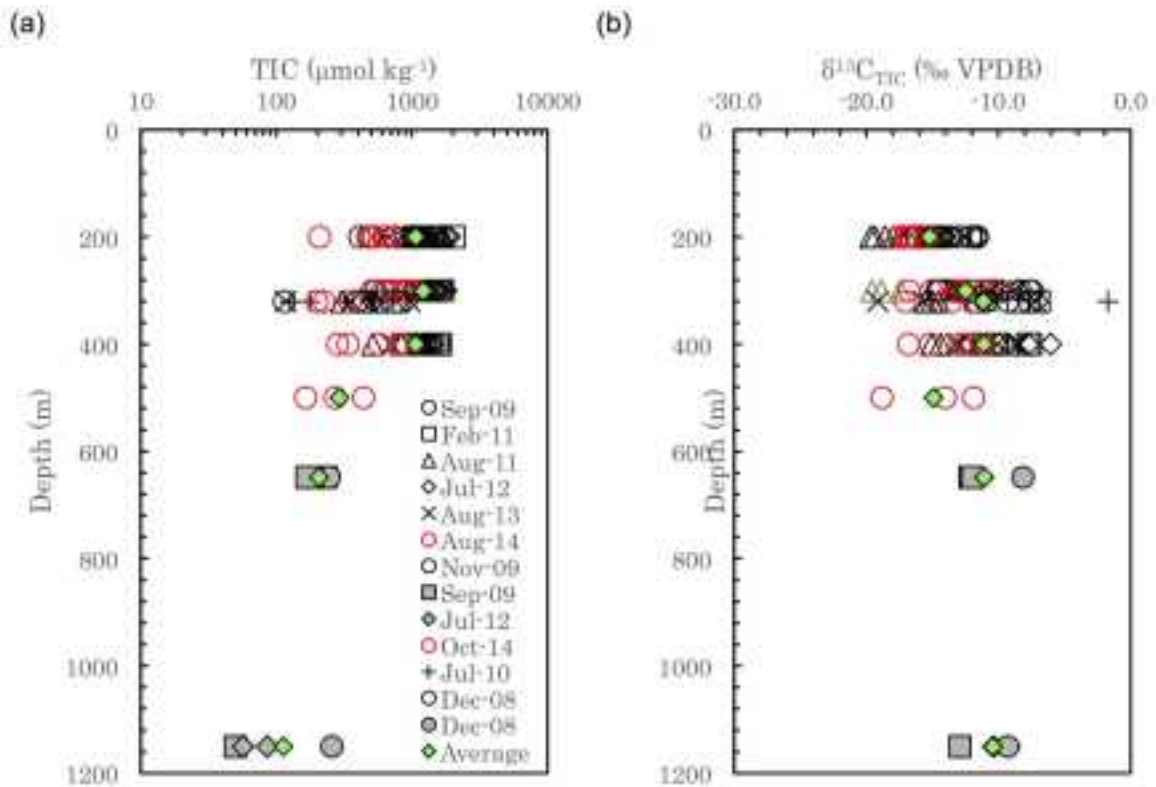 (a)
TIC (μmol kg⁻¹)
10 100 1000 10000
0
200
400
600
800
1000
1200
Depth (m)
Sep-09
Feb-11
Aug-11
Jul-12
Aug-13
Aug-14
Nov-09
Sep-09
Jul-12
Oct-14
Jul-10
Dec-08
Dec-08
Average
(b)
δ¹³C_TIC (‰ VPDB)
-30.0 -20.0 -10.0 0.0
0
200
400
600
800
1000
1200
Depth (m)